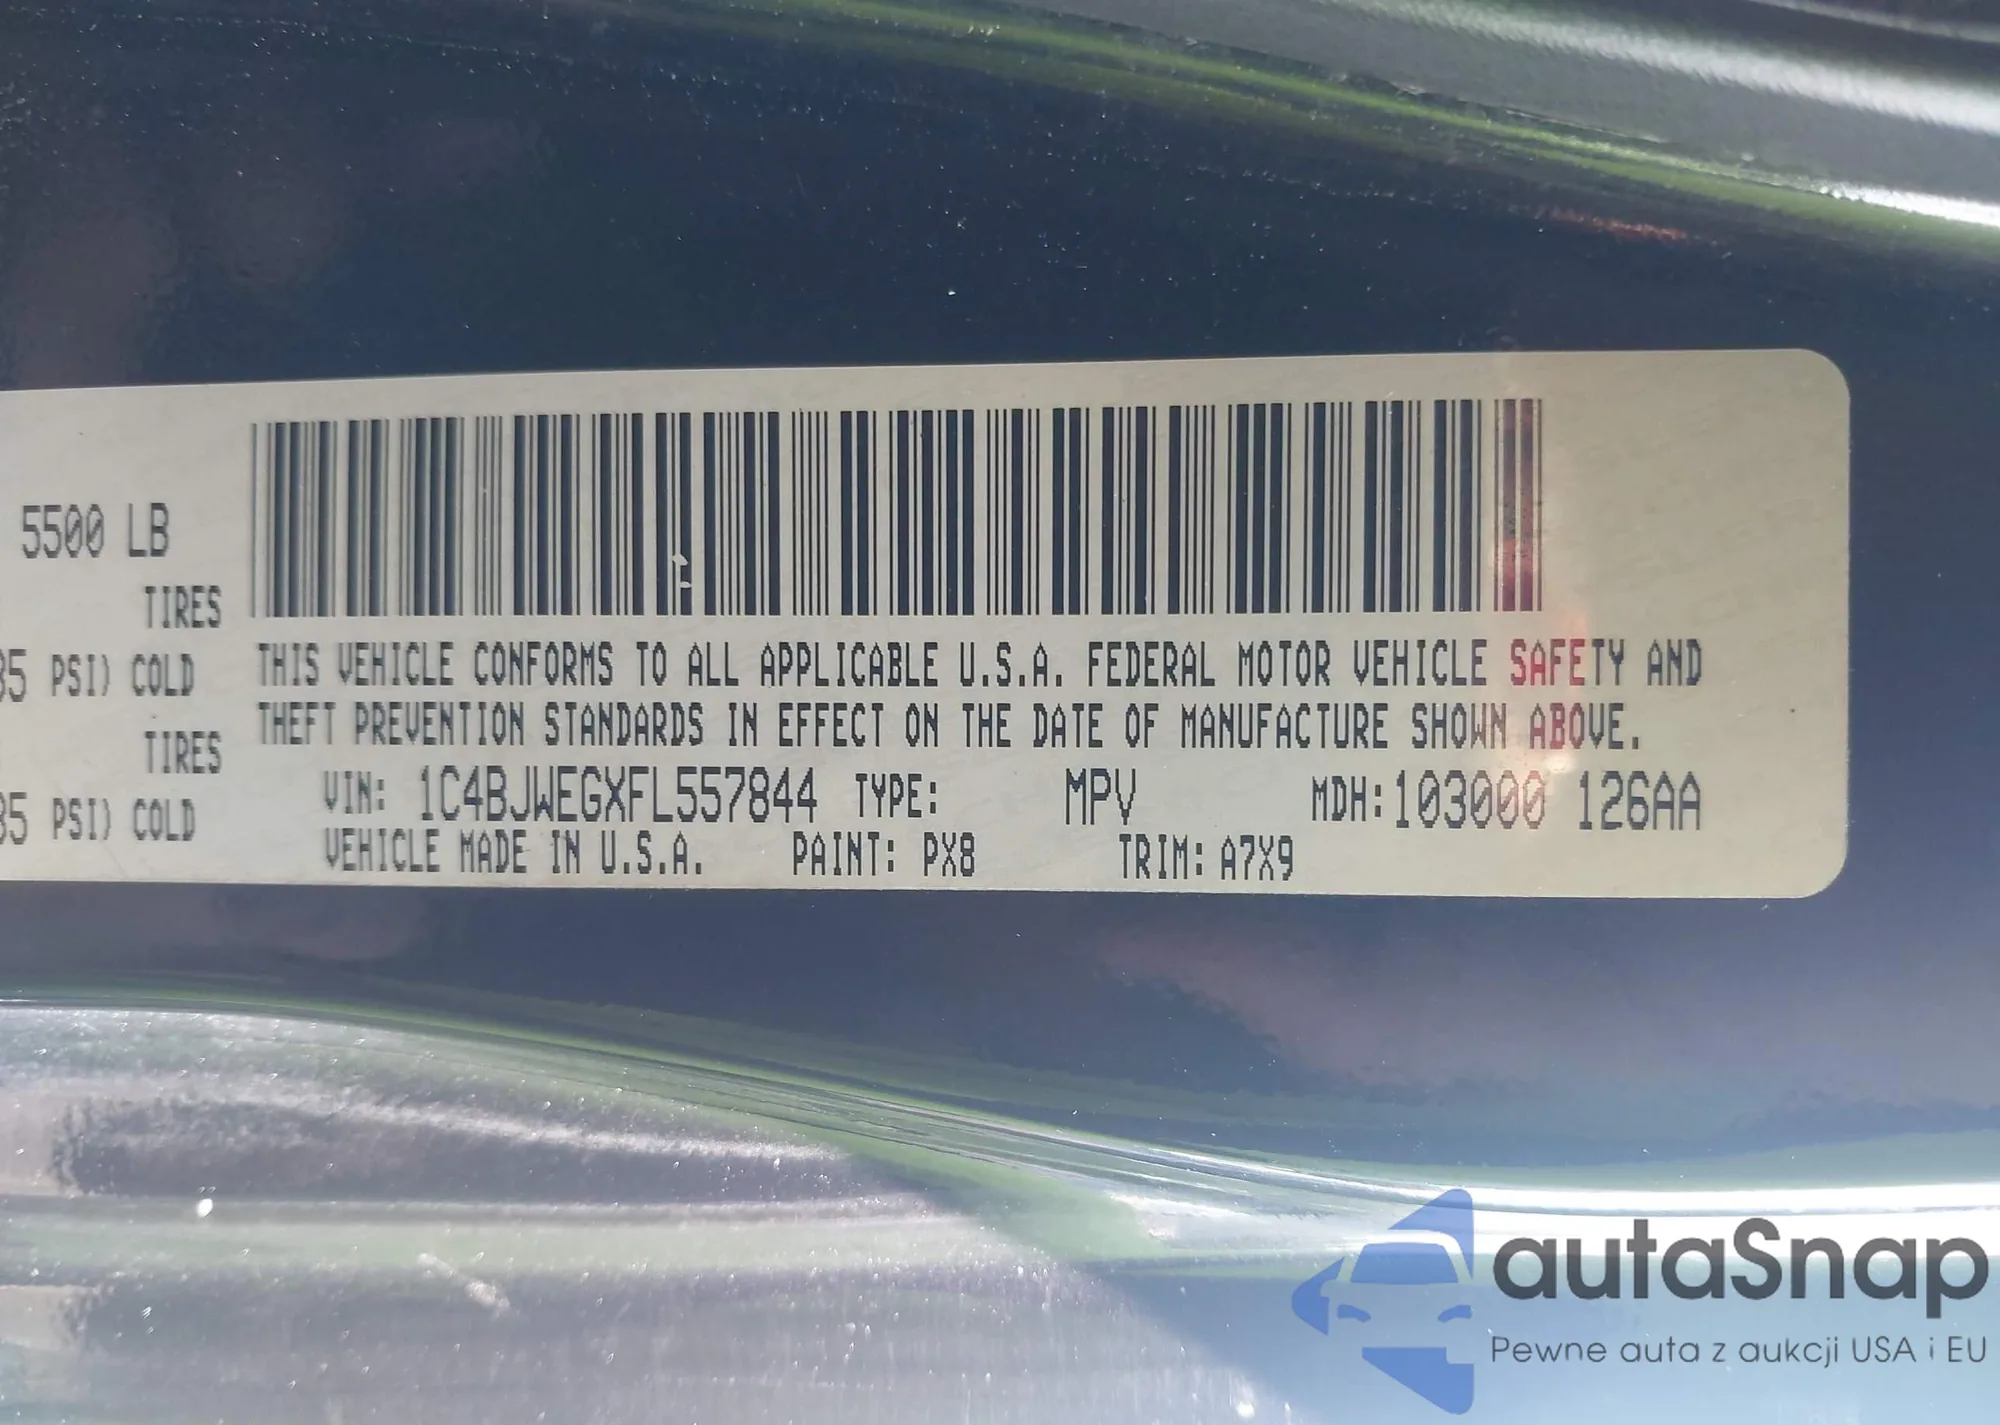 5500 LB
TIRES
35 PSI) COLD
TIRES
35 PSI) COLD
THIS VEHICLE CONFORMS TO ALL APPLICABLE U.S.A. FEDERAL MOTOR VEHICLE SAFETY AND
THEFT PREVENTION STANDARDS IN EFFECT ON THE DATE OF MANUFACTURE SHOWN ABOVE.
VIN: 1C4BJWEGXFL557844 TYPE: MPV MDH:103000 126AA
VEHICLE MADE IN U.S.A. PAINT: PX8 TRIM: A7X9
autaSnap
Pewne auta z aukcji USA i EU